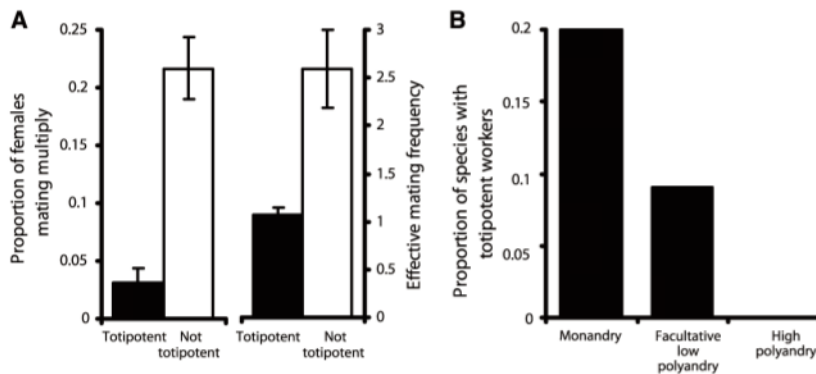 A
Proportion of females
mating multiply
0.25
0.2
0.15
0.1
0.05
0
Totipotent
Not
totipotent
Totipotent
Not
totipotent
3
2.5
2
1.5
1
0.5
0
Effective mating frequency
B
Proportion of species with
totipotent workers
0.2
0.15
0.1
0.05
0
Monandry
Facultative
low
polyandry
High
polyandry